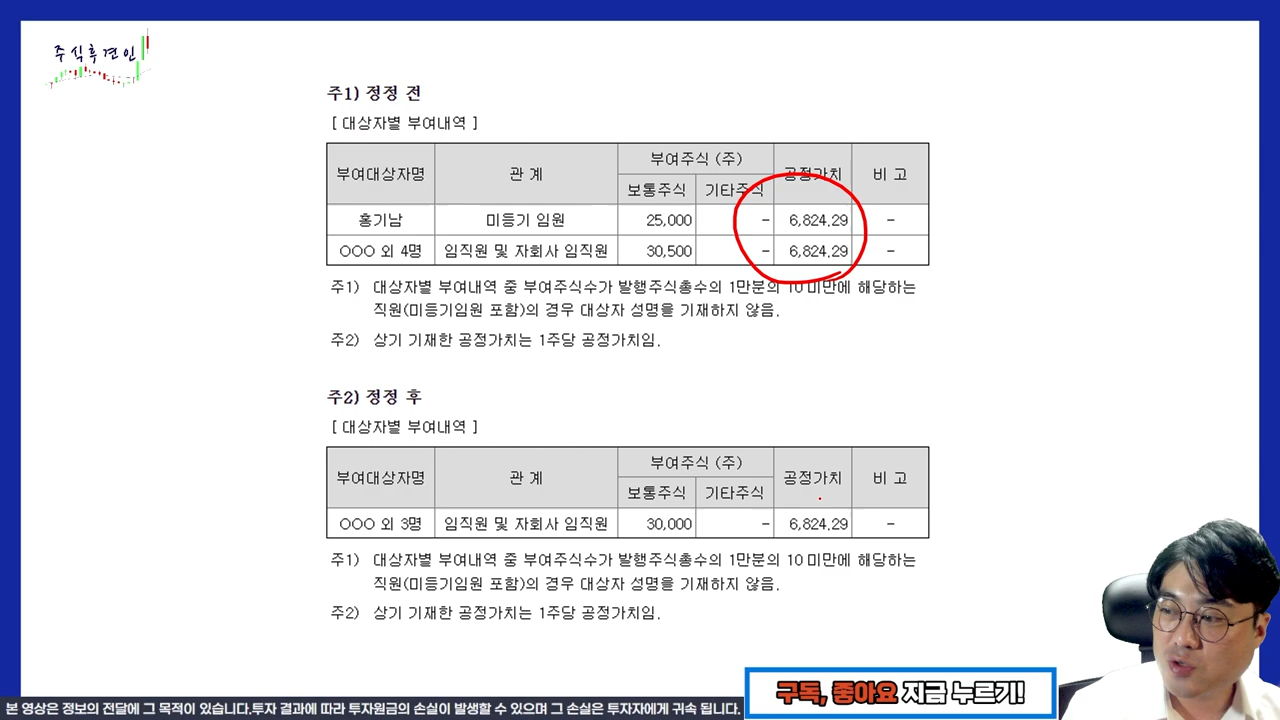 주식후견인
주1) 정정 전
[ 대상자별 부여내역 ]
부여대상자명 관 계 부여주식 (주) 공정가치 비 고
보통주식 기타주식
홍기남 미등기 임원 25,000 - 6,824.29 -
○○○ 외 4명 임직원 및 자회사 임직원 30,500 - 6,824.29 -
주1) 대상자별 부여내역 중 부여주식수가 발행주식총수의 1만분의 10 미만에 해당하는
직원(미등기임원 포함)의 경우 대상자 성명을 기재하지 않음.
주2) 상기 기재한 공정가치는 1주당 공정가치임.
주2) 정정 후
[ 대상자별 부여내역 ]
부여대상자명 관 계 부여주식 (주) 공정가치 비 고
보통주식 기타주식
○○○ 외 3명 임직원 및 자회사 임직원 30,000 - 6,824.29 -
주1) 대상자별 부여내역 중 부여주식수가 발행주식총수의 1만분의 10 미만에 해당하는
직원(미등기임원 포함)의 경우 대상자 성명을 기재하지 않음.
주2) 상기 기재한 공정가치는 1주당 공정가치임.
구독, 좋아요 지금 누르기!
본 영상은 정보의 전달에 그 목적이 있습니다.투자 결과에 따라 투자원금의 손실이 발생할 수 있으며 그 손실은 투자자에게 귀속 됩니다.